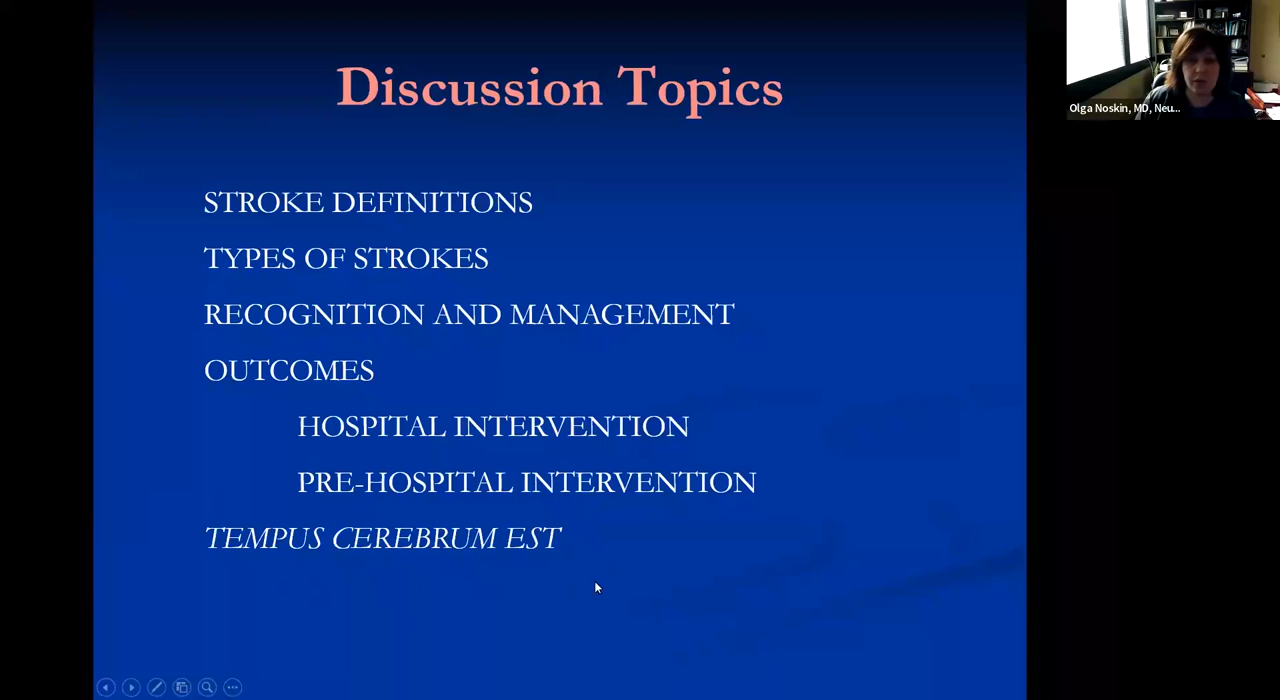 Discussion Topics
STROKE DEFINITIONS
TYPES OF STROKES
RECOGNITION AND MANAGEMENT
OUTCOMES
HOSPITAL INTERVENTION
PRE-HOSPITAL INTERVENTION
TEMPUS CEREBRUM EST
Olga Noskin, MD, Neu...